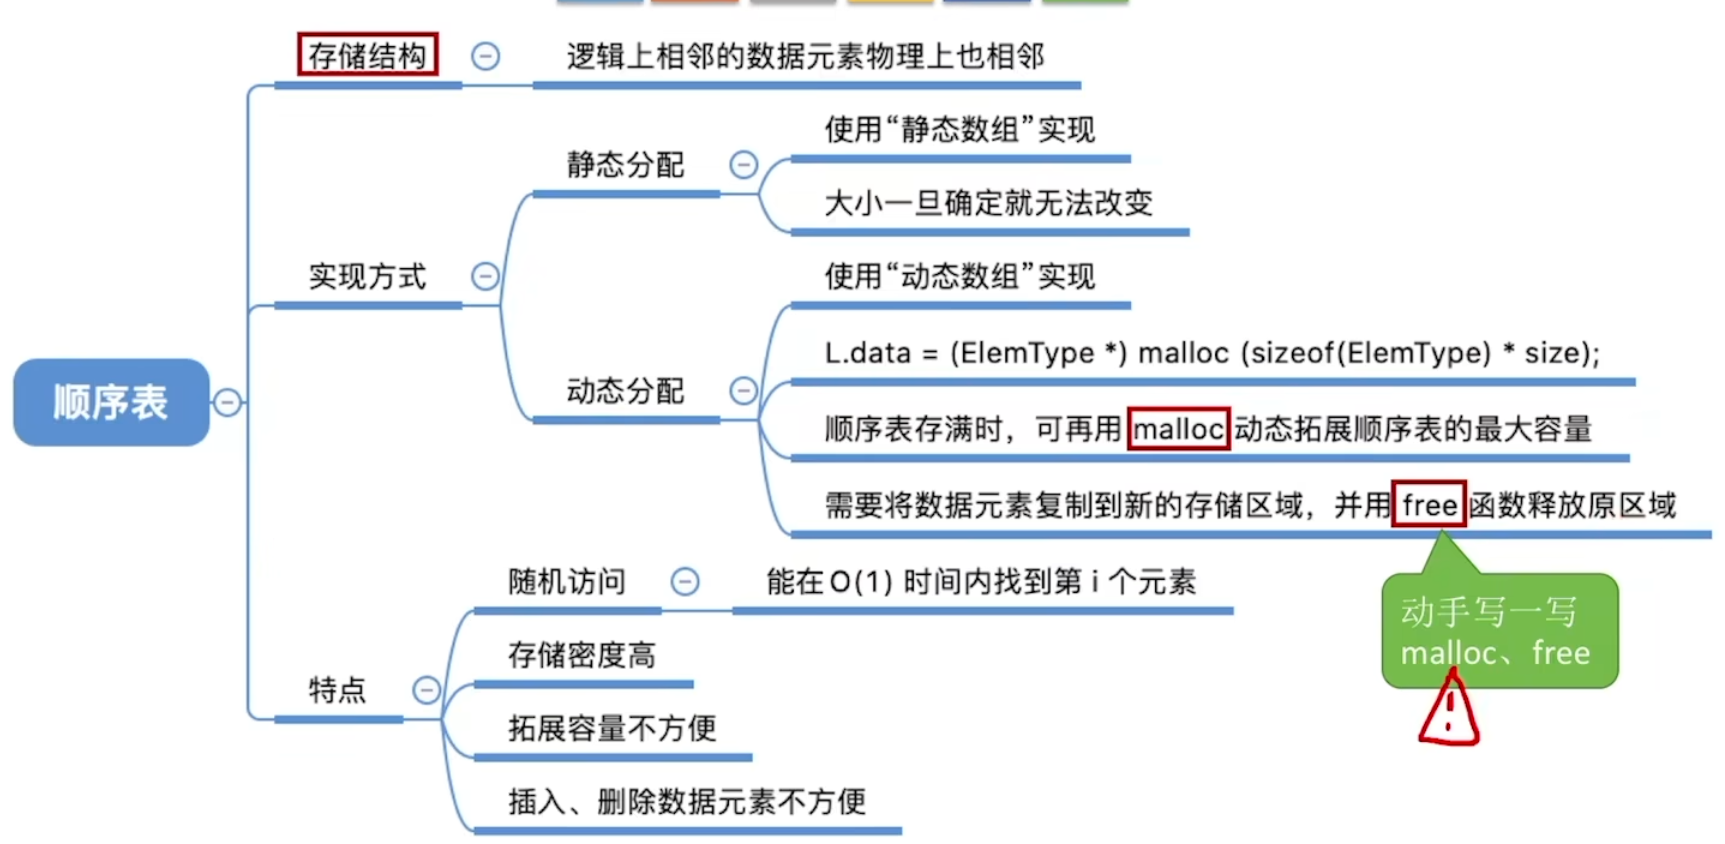 存储结构
逻辑上相邻的数据元素物理上也相邻
使用“静态数组”实现
静态分配
大小一旦确定就无法改变
实现方式
使用“动态数组”实现
L.data = (ElemType *) malloc (sizeof(ElemType) * size);
动态分配
顺序表
顺序表存满时，可再用 malloc 动态拓展顺序表的最大容量
需要将数据元素复制到新的存储区域，并用 free 函数释放原区域
随机访问
能在 O(1) 时间内找到第 i 个元素
动手写一写
malloc、free
存储密度高
特点
拓展容量不方便
插入、删除数据元素不方便